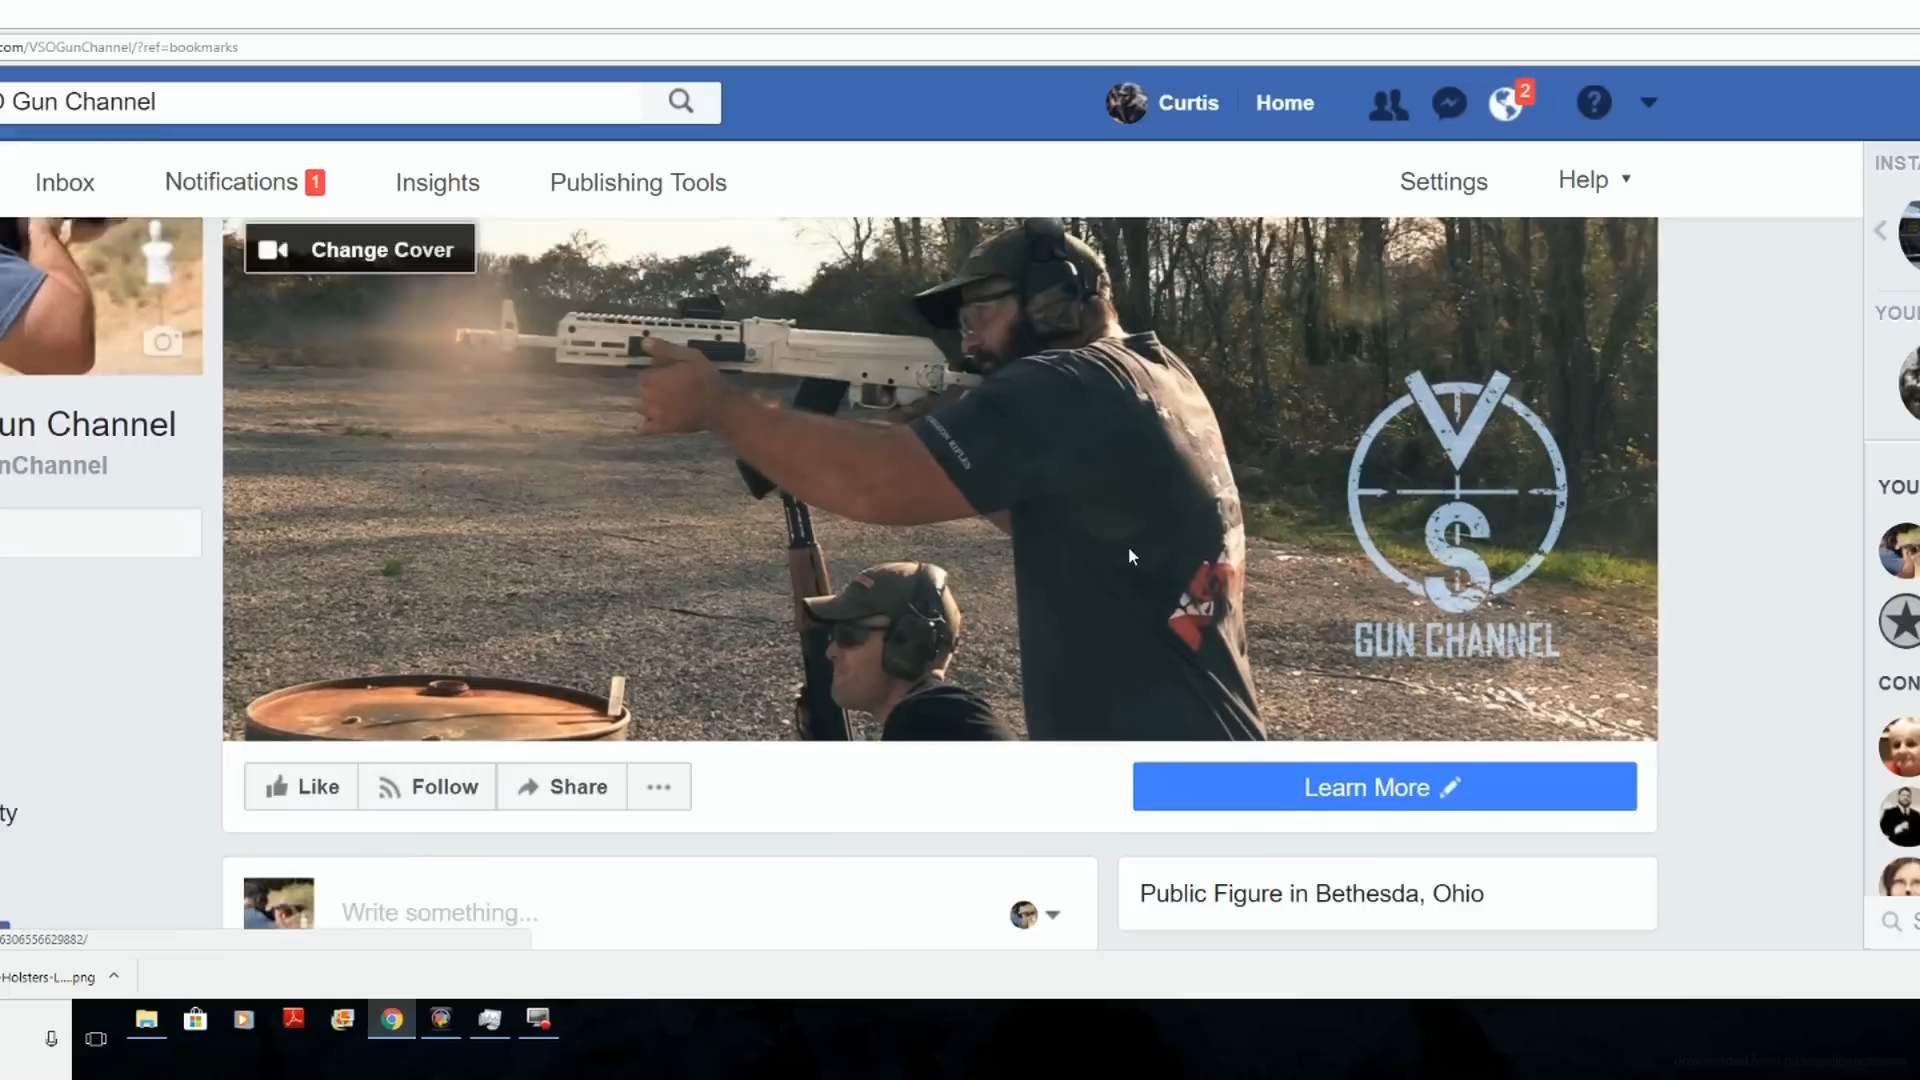 com/VSOGunChannel/?ref=bookmarks
Gun Channel
Curtis
Home
2
?
Inbox
Notifications 1
Insights
Publishing Tools
Settings
Help
INSTA
Change Cover
YOU
un Channel
nChannel
VS
GUN CHANNEL
YOU
CON
Like
Follow
Share
...
Learn More
ty
Write something...
Public Figure in Bethesda, Ohio
6306556629882/
Holsters-L....png